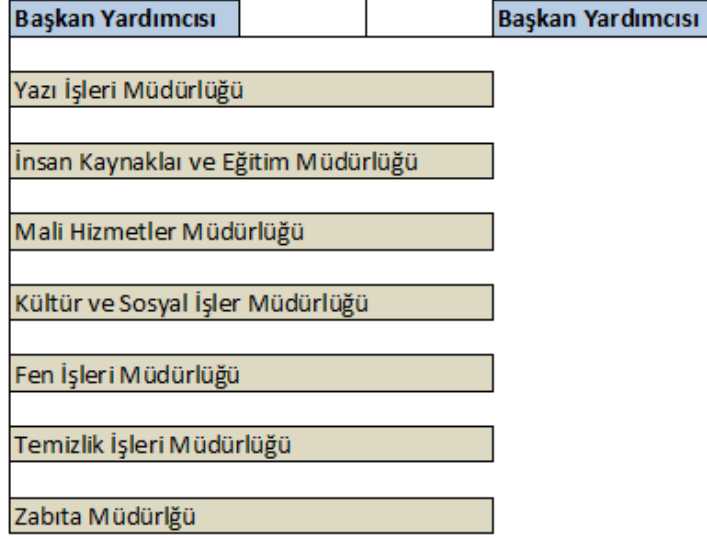 Başkan Yardımcısı Başkan Yardımcısı
Yazı İşleri Müdürlüğü
İnsan Kaynaklaı ve Eğitim Müdürlüğü
Mali Hizmetler Müdürlüğü
Kültür ve Sosyal İşler Müdürlüğü
Fen İşleri Müdürlüğü
Temizlik İşleri Müdürlüğü
Zabıta Müdürlğü